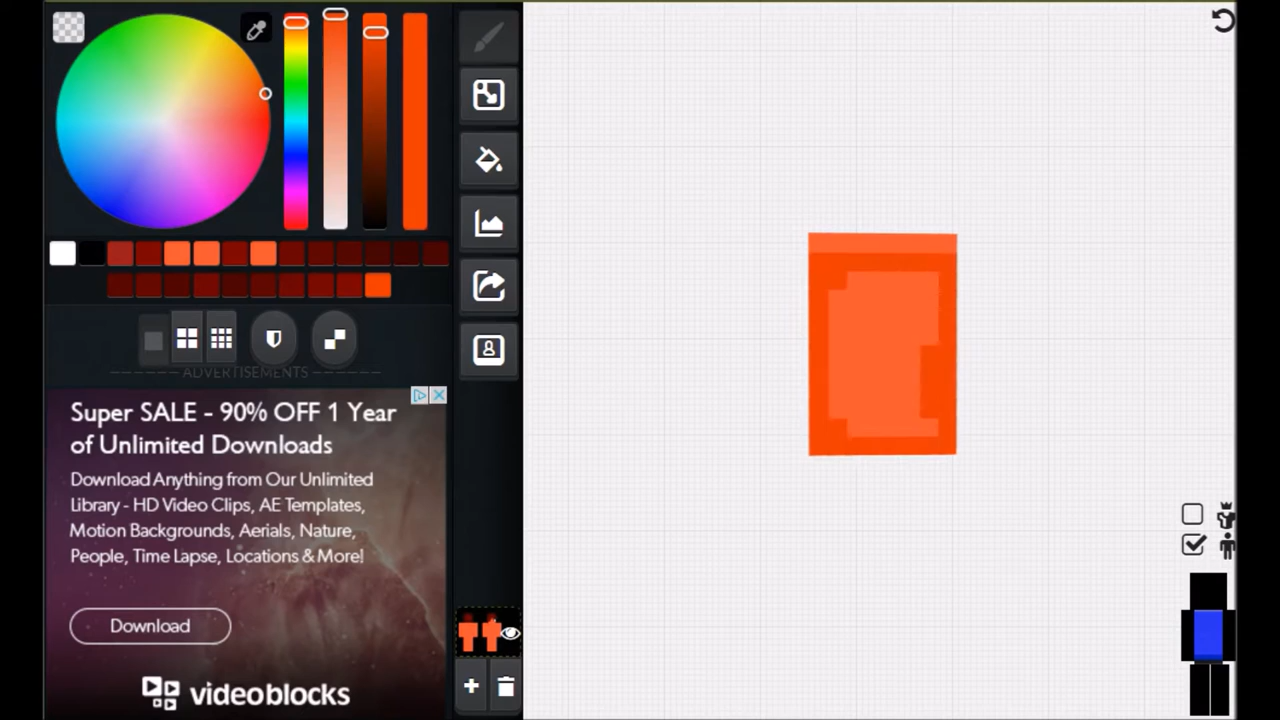 ADVERTISEMENTS
Super SALE - 90% OFF 1 Year
of Unlimited Downloads
Download Anything from Our Unlimited
Library - HD Video Clips, AE Templates,
Motion Backgrounds, Aerials, Nature,
People, Time Lapse, Locations & More!
Download
videoblocks